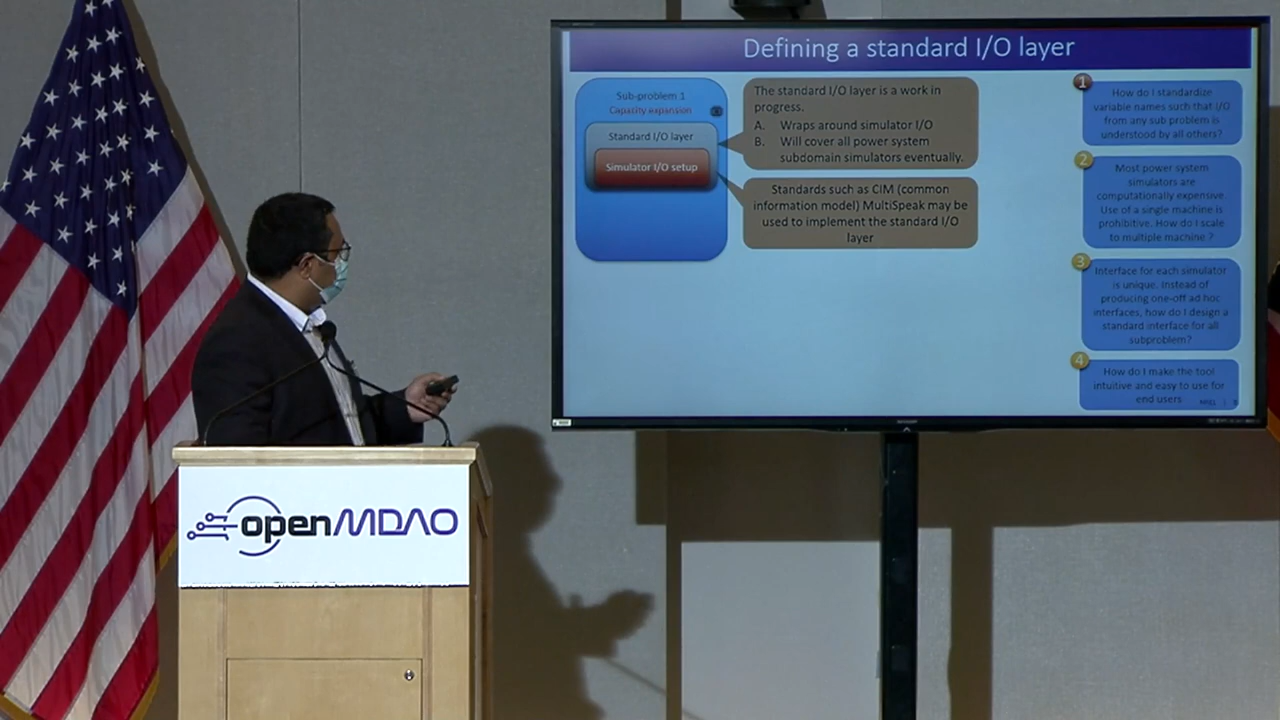 Defining a standard I/O layer
Sub-problem 1
Capacity expansion
Standard I/O layer
Simulator I/O setup
The standard I/O layer is a work in
progress.
A. Wraps around simulator I/O
B. Will cover all power system
subdomain simulators eventually.
Standards such as CIM (common
information model) MultiSpeak may be
used to implement the standard I/O
layer
1
How do I standardize
variable names such that I/O
from any sub problem is
understood by all others?
2
Most power system
simulators are
computationally expensive
Use of a single machine is
prohibitive. How do I scale
to multiple machine ?
3
Interface for each simulator
is unique. Instead of
producing one-off ad hoc
interfaces, how do I design a
standard interface for all
subproblem?
4
How do I make the tool
intuitive and easy to use for
end users
NREL |
openMDAO